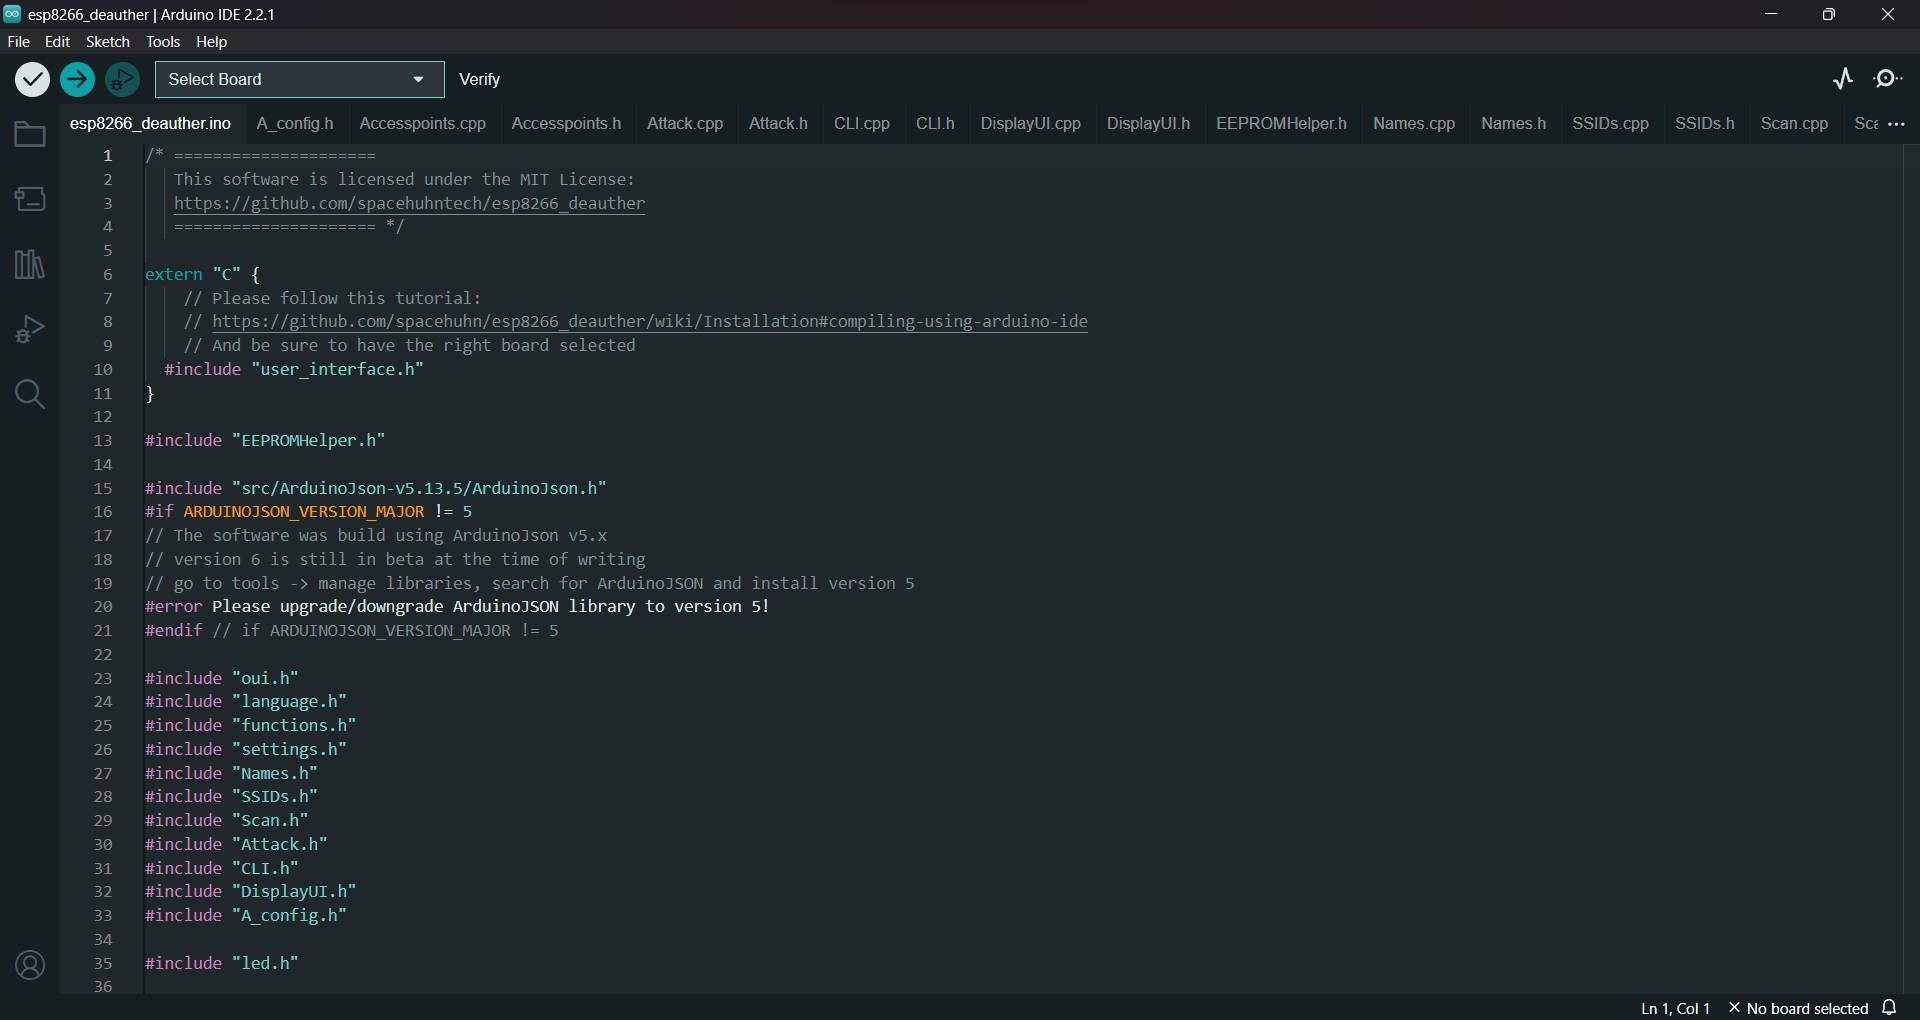 esp8266_deauther | Arduino IDE 2.2.1
File Edit Sketch Tools Help
Select Board Verify
esp8266_deauther.ino A_config.h Accesspoints.cpp Accesspoints.h Attack.cpp Attack.h CLI.cpp CLI.h DisplayUI.cpp DisplayUI.h EEPROMHelper.h Names.cpp Names.h SSIDs.cpp SSIDs.h Scan.cpp
1 /* =====================
2 This software is licensed under the MIT License:
3 https://github.com/spacehuhntech/esp8266_deauther
4 ===================== */
5
6 extern "C" {
7 // Please follow this tutorial:
8 // https://github.com/spacehuhn/esp8266_deauther/wiki/Installation#compiling-using-arduino-ide
9 // And be sure to have the right board selected
10 #include "user_interface.h"
11 }
12
13 #include "EEPROMHelper.h"
14
15 #include "src/ArduinoJson-v5.13.5/ArduinoJson.h"
16 #if ARDUINOJSON_VERSION_MAJOR != 5
17 // The software was build using ArduinoJson v5.x
18 // version 6 is still in beta at the time of writing
19 // go to tools -> manage libraries, search for ArduinoJSON and install version 5
20 #error Please upgrade/downgrade ArduinoJSON library to version 5!
21 #endif // if ARDUINOJSON_VERSION_MAJOR != 5
22
23 #include "oui.h"
24 #include "language.h"
25 #include "functions.h"
26 #include "settings.h"
27 #include "Names.h"
28 #include "SSIDs.h"
29 #include "Scan.h"
30 #include "Attack.h"
31 #include "CLI.h"
32 #include "DisplayUI.h"
33 #include "A_config.h"
34
35 #include "led.h"
36
Ln 1, Col 1 No board selected